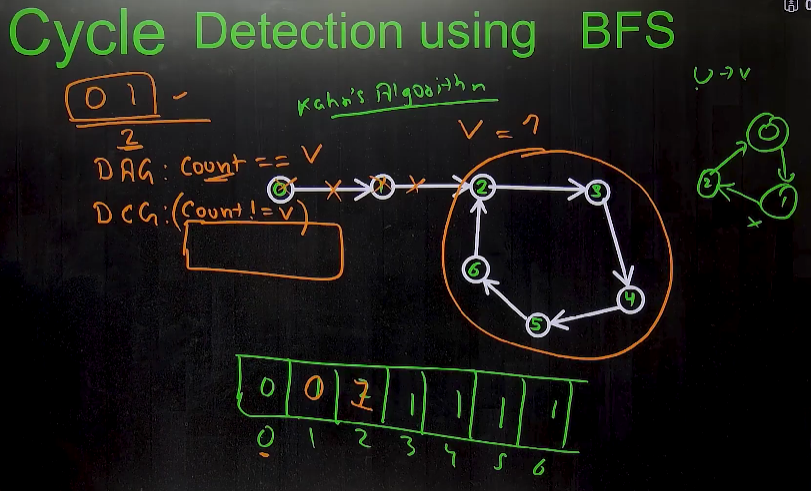 Cycle Detection using BFS
0 1
Kahn's Algorithm
U → V
2
V = 7
DAG: Count == V
DCG: (Count != V)
0 1 2 3
6 4
5
0
2 1
0 0 1 1 1 1
0 1 2 3 4 5 6